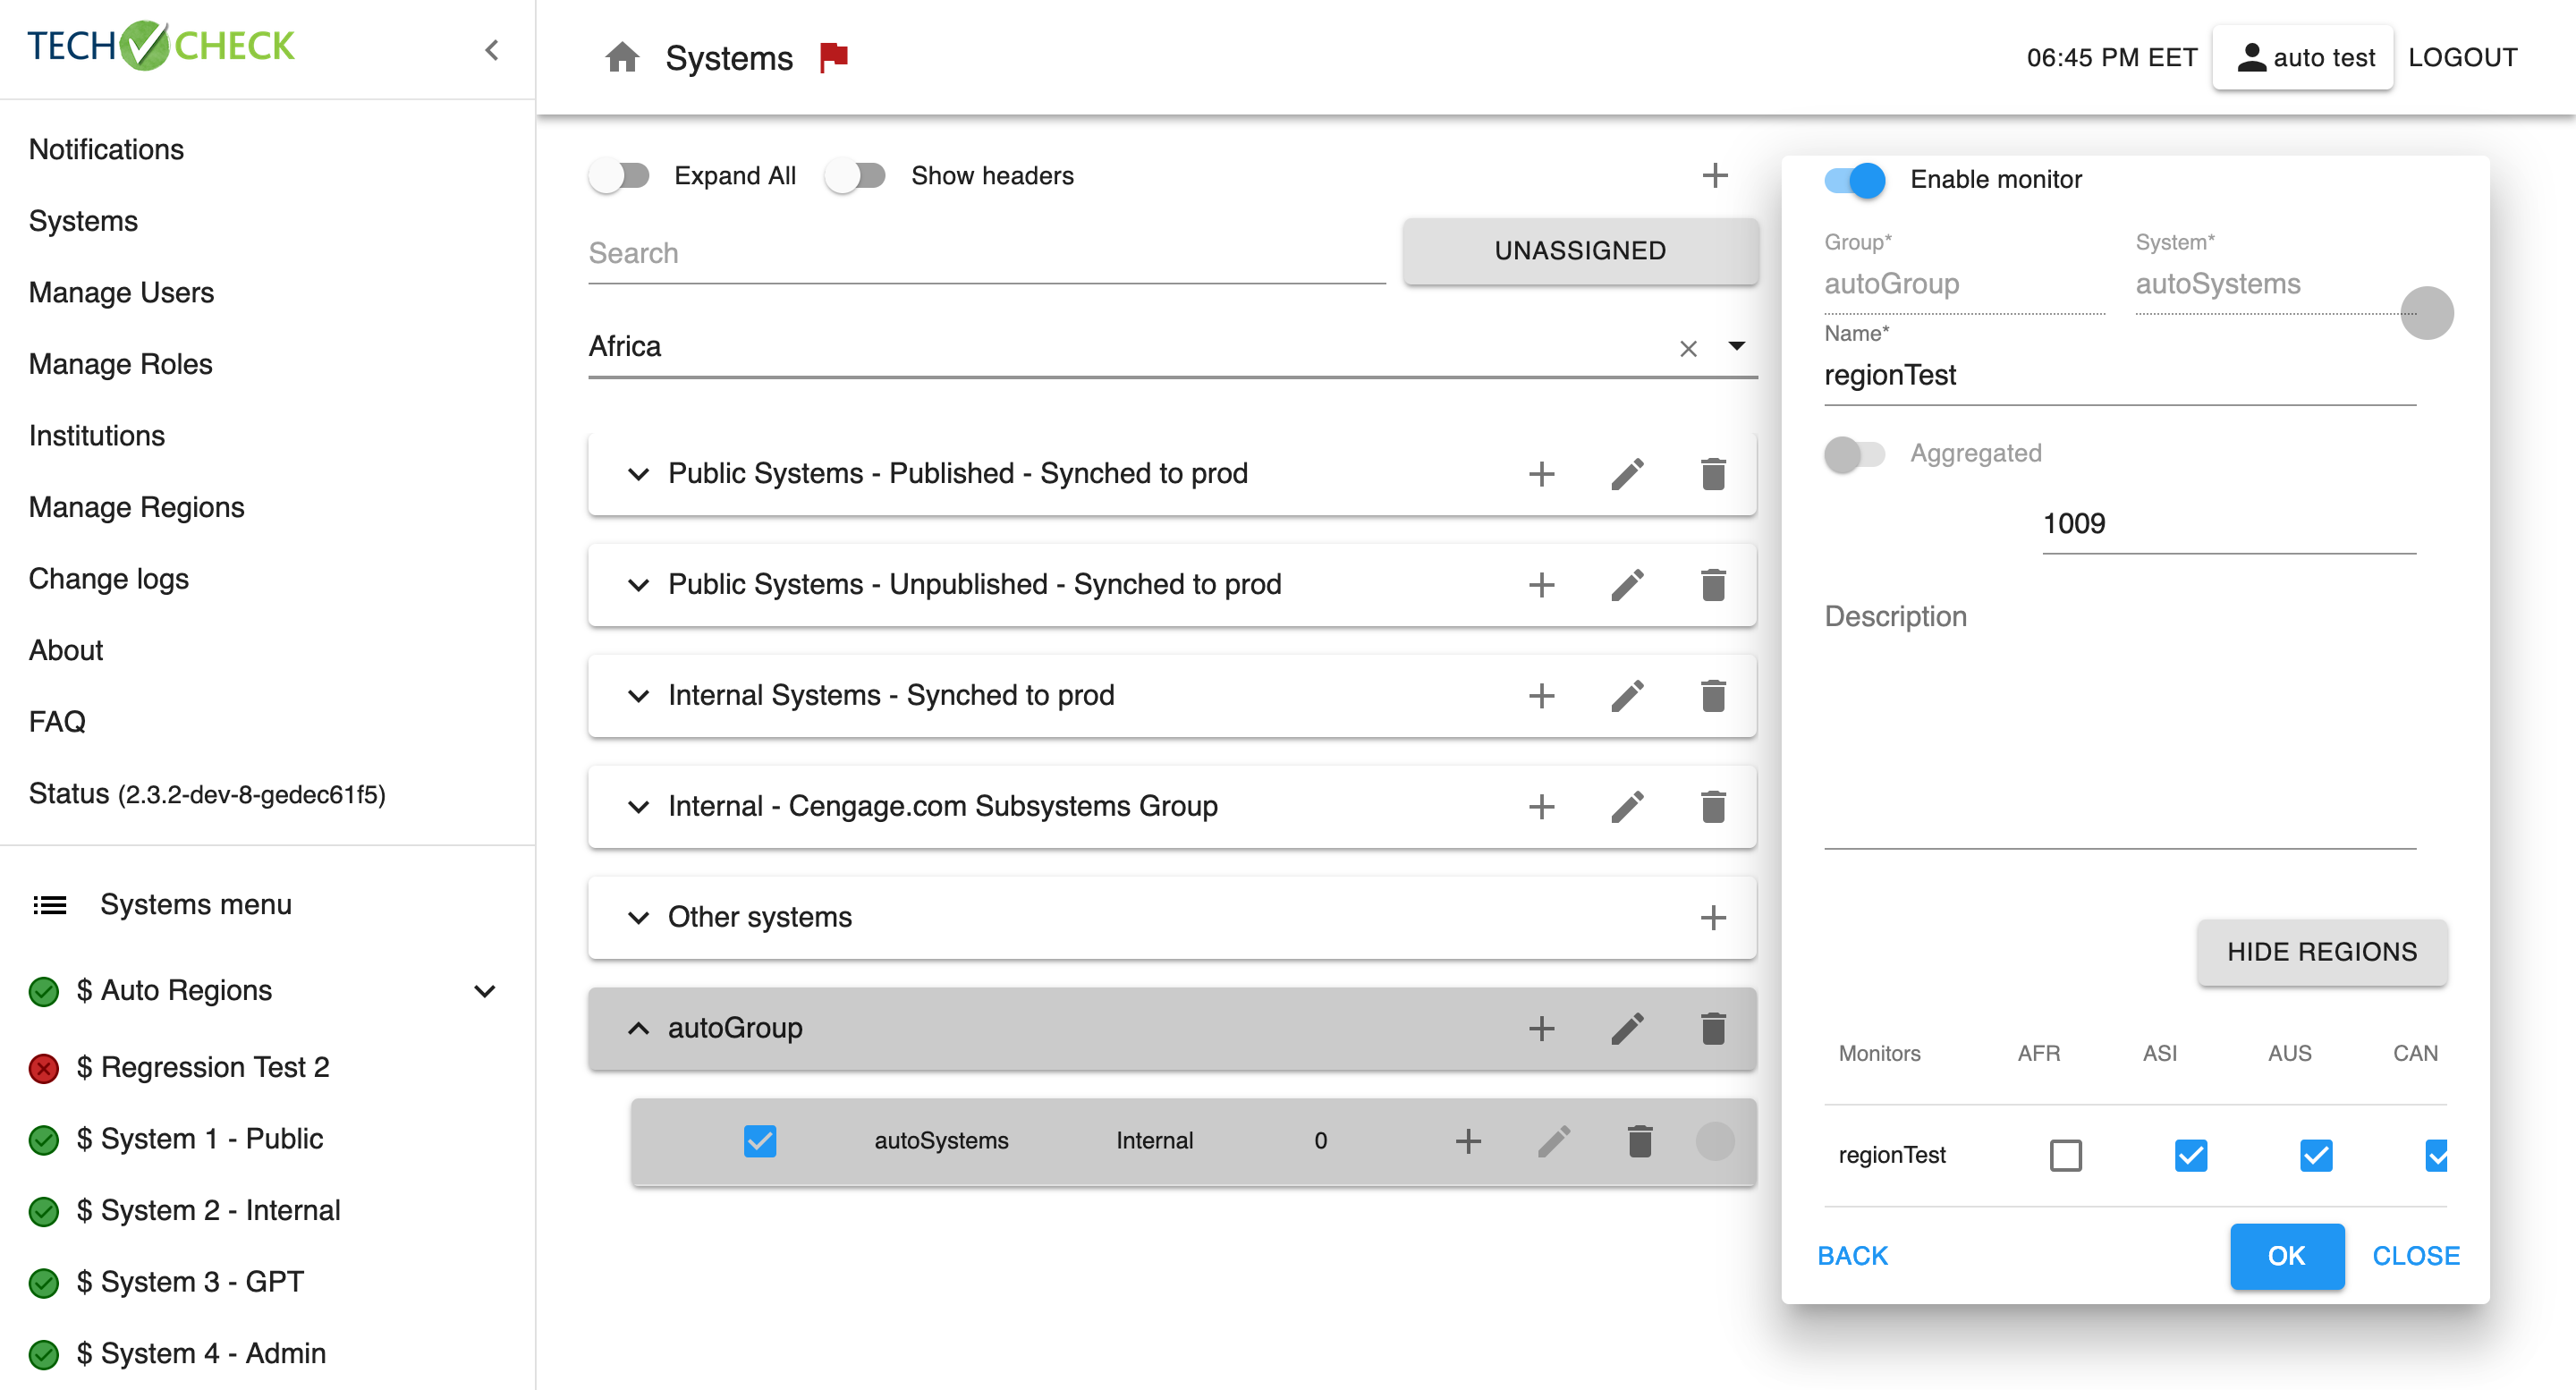 TECH CHECK
Notifications
Systems
Manage Users
Manage Roles
Institutions
Manage Regions
Change logs
About
FAQ
Status (2.3.2-dev-8-gedec61f5)
Systems menu
$ Auto Regions
$ Regression Test 2
$ System 1 - Public
$ System 2 - Internal
$ System 3 - GPT
$ System 4 - Admin
Systems
06:45 PM EET
auto test
LOGOUT
Expand All
Show headers
Search
UNASSIGNED
Africa
Public Systems - Published - Synched to prod
Public Systems - Unpublished - Synched to prod
Internal Systems - Synched to prod
Internal - Cengage.com Subsystems Group
Other systems
autoGroup
autoSystems Internal 0
Enable monitor
Group* System*
autoGroup autoSystems
Name*
regionTest
Aggregated
1009
Description
HIDE REGIONS
Monitors AFR ASI AUS CAN
regionTest
BACK OK CLOSE